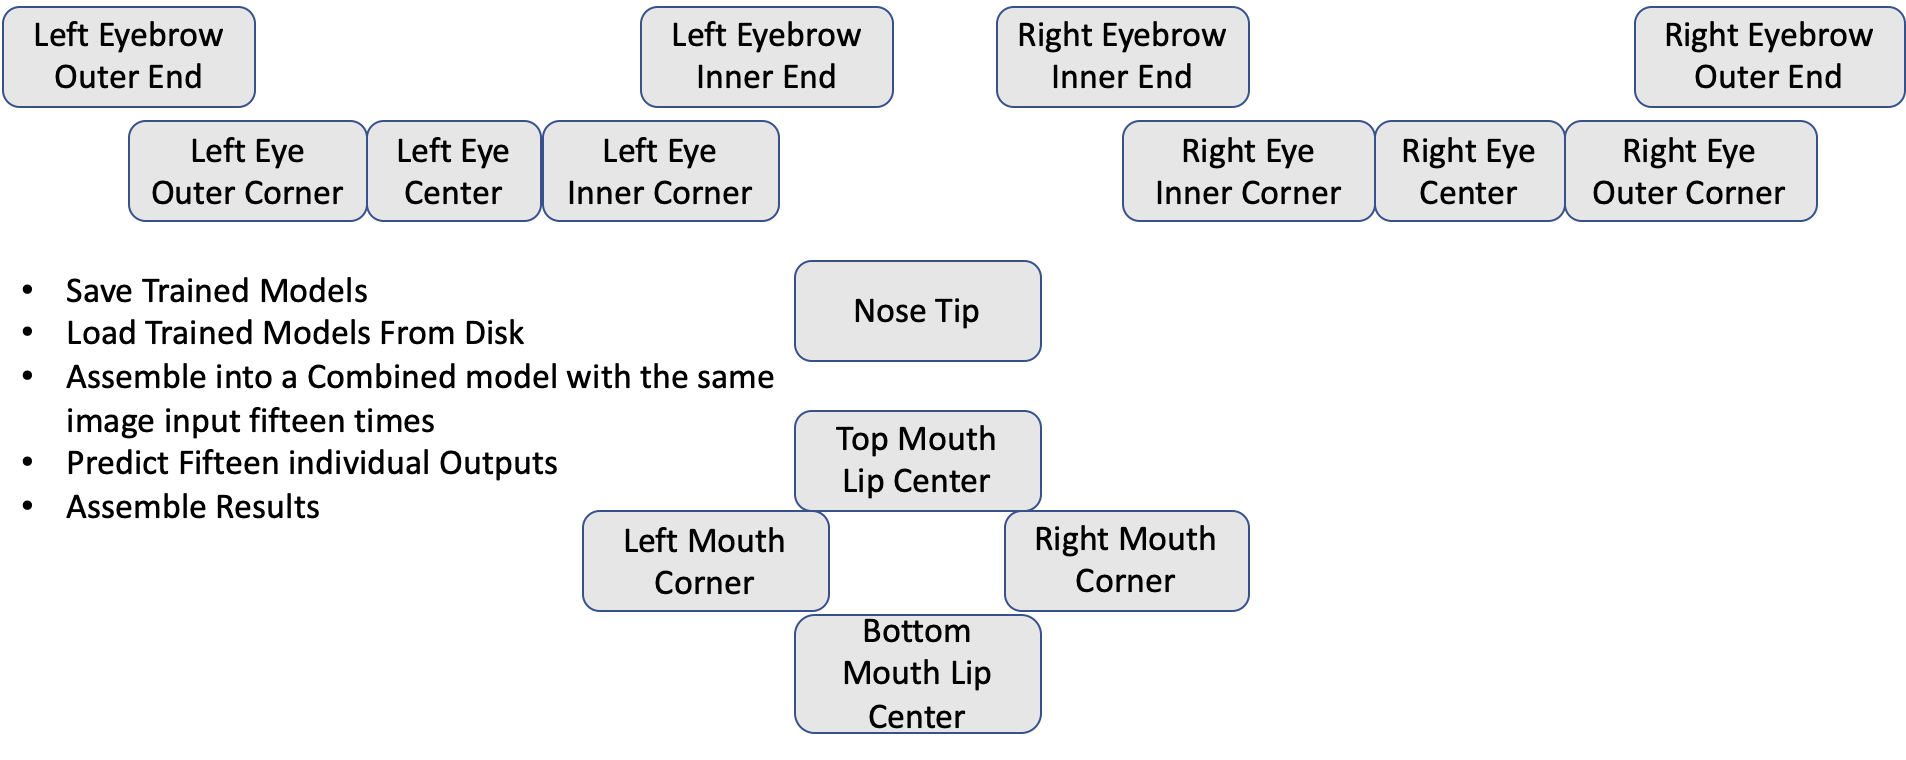 Left Eyebrow
Outer End
Left Eyebrow
Inner End
Right Eyebrow
Inner End
Right Eyebrow
Outer End
Left Eye
Outer Corner
Left Eye
Center
Left Eye
Inner Corner
Right Eye
Inner Corner
Right Eye
Center
Right Eye
Outer Corner
• Save Trained Models
• Load Trained Models From Disk
• Assemble into a Combined model with the same
image input fifteen times
• Predict Fifteen individual Outputs
• Assemble Results
Nose Tip
Top Mouth
Lip Center
Left Mouth
Corner
Right Mouth
Corner
Bottom
Mouth Lip
Center